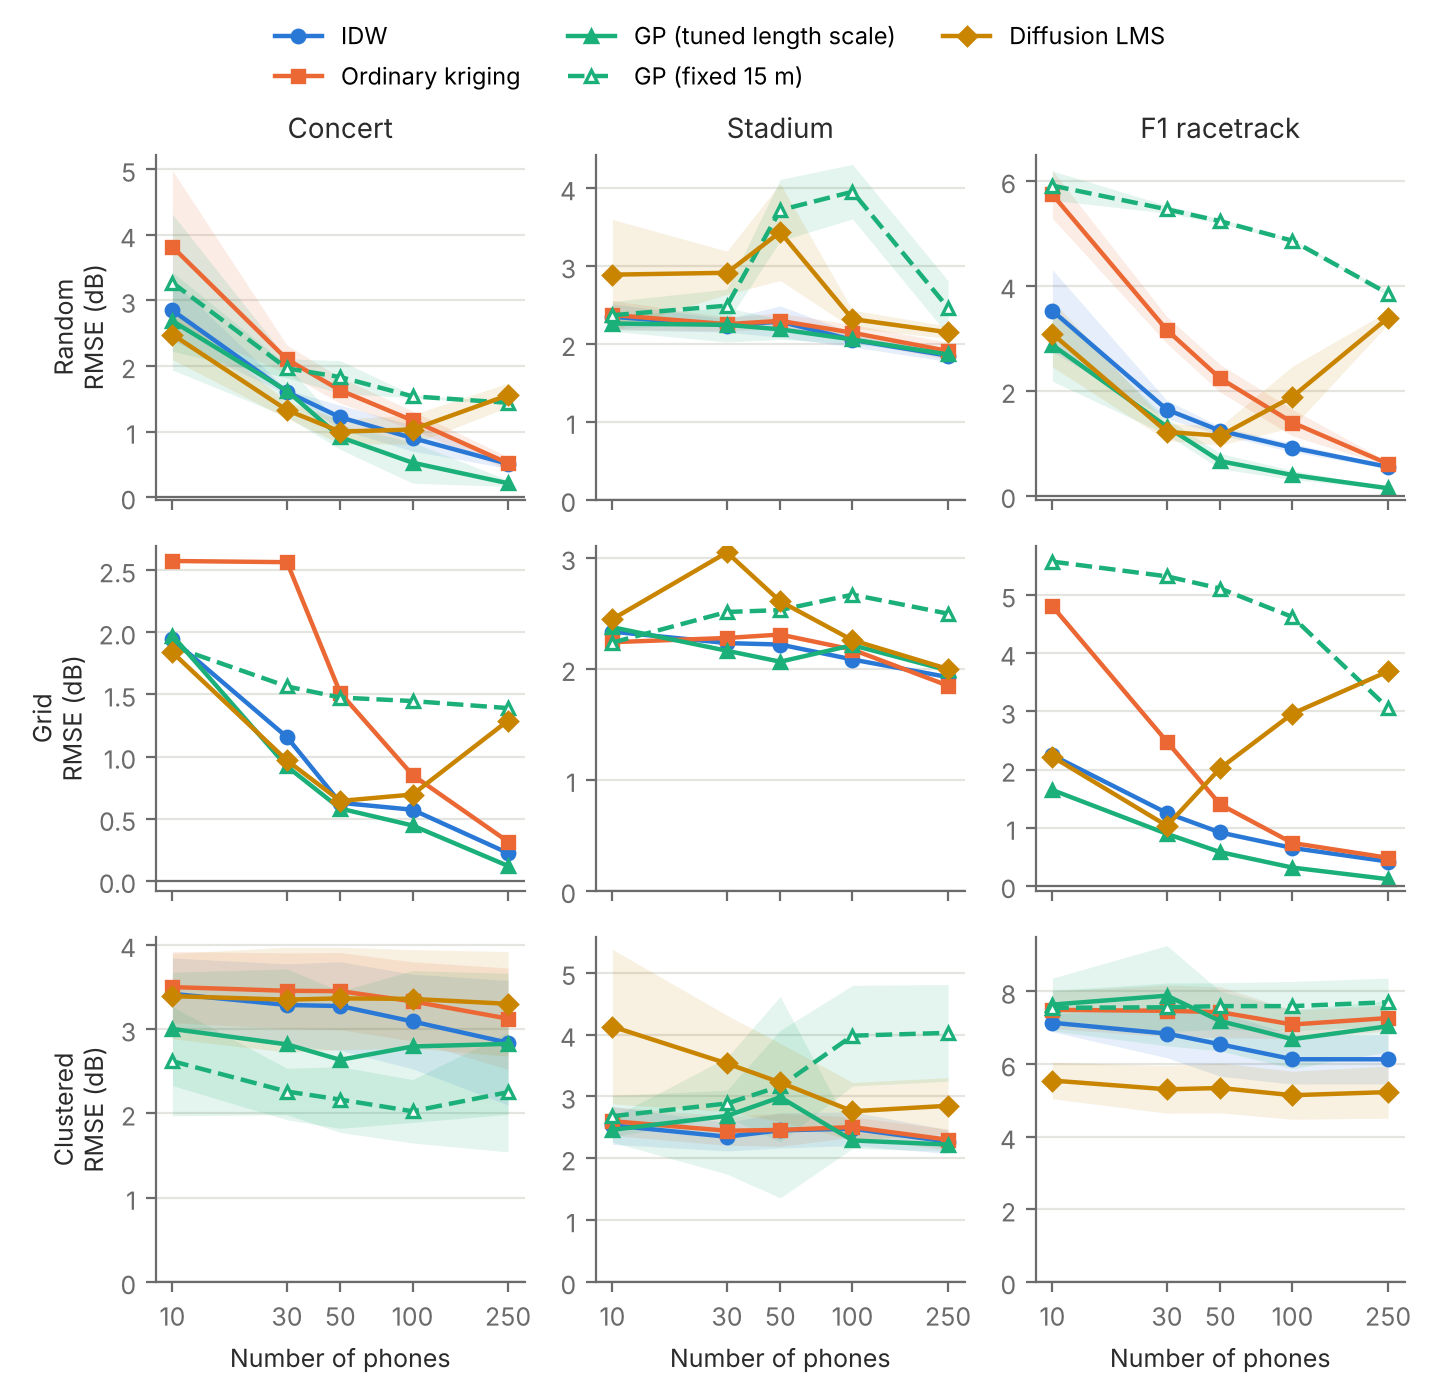 IDW
Ordinary kriging
GP (tuned length scale)
GP (fixed 15 m)
Diffusion LMS
Concert
Stadium
F1 racetrack
Random
RMSE (dB)
5
4
3
2
1
0
4
3
2
1
0
6
4
2
0
Grid
RMSE (dB)
2.5
2.0
1.5
1.0
0.5
0.0
3
2
1
0
5
4
3
2
1
0
Clustered
RMSE (dB)
4
3
2
1
0
5
4
3
2
1
0
8
6
4
2
0
10 30 50 100 250
10 30 50 100 250
10 30 50 100 250
Number of phones
Number of phones
Number of phones